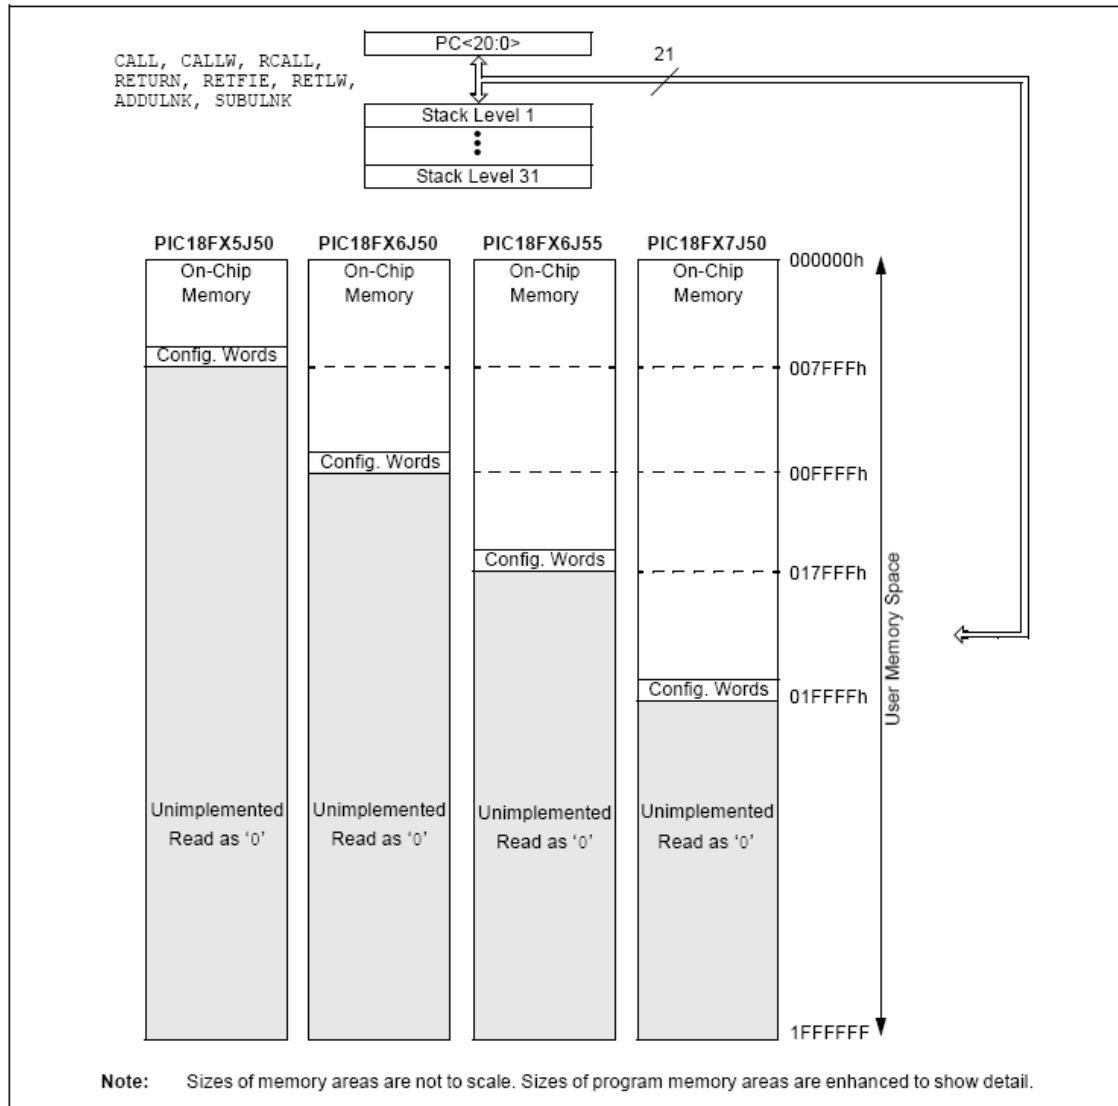 PC<20:0>
21
CALL, CALLW, RCALL,
RETURN, RETFIE, RETLW,
ADDULNK, SUBULNK
Stack Level 1
Stack Level 31
PIC18FX5J50
PIC18FX6J50
PIC18FX6J55
PIC18FX7J50
On-Chip
Memory
On-Chip
Memory
On-Chip
Memory
On-Chip
Memory
000000h
Config. Words
007FFFh
Config. Words
00FFFFh
Config. Words
017FFFh
Config. Words
01FFFFh
User Memory Space
Unimplemented
Read as ‘0’
Unimplemented
Read as ‘0’
Unimplemented
Read as ‘0’
Unimplemented
Read as ‘0’
1FFFFFF
Note: Sizes of memory areas are not to scale. Sizes of program memory areas are enhanced to show detail.